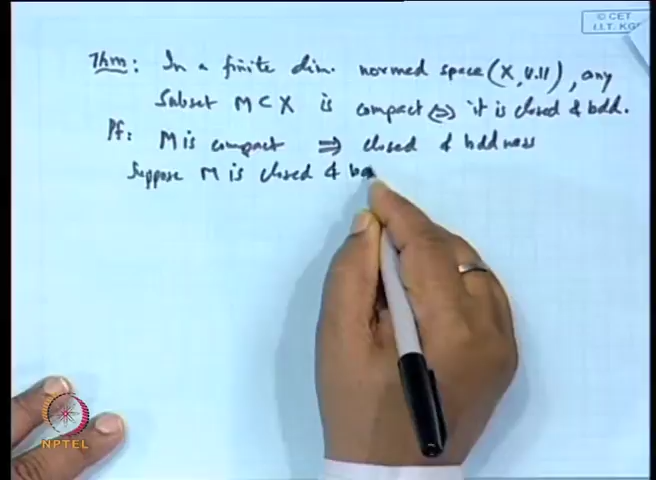 © CET
I.I.T. KGP
Thm: In a finite dim. normed space (X, ||.||), any
Subset M ⊂ X is compact ⇔ it is closed & bdd.
Pf: M is compact ⇒ closed & bddness
Suppose M is closed & bo
NPTEL